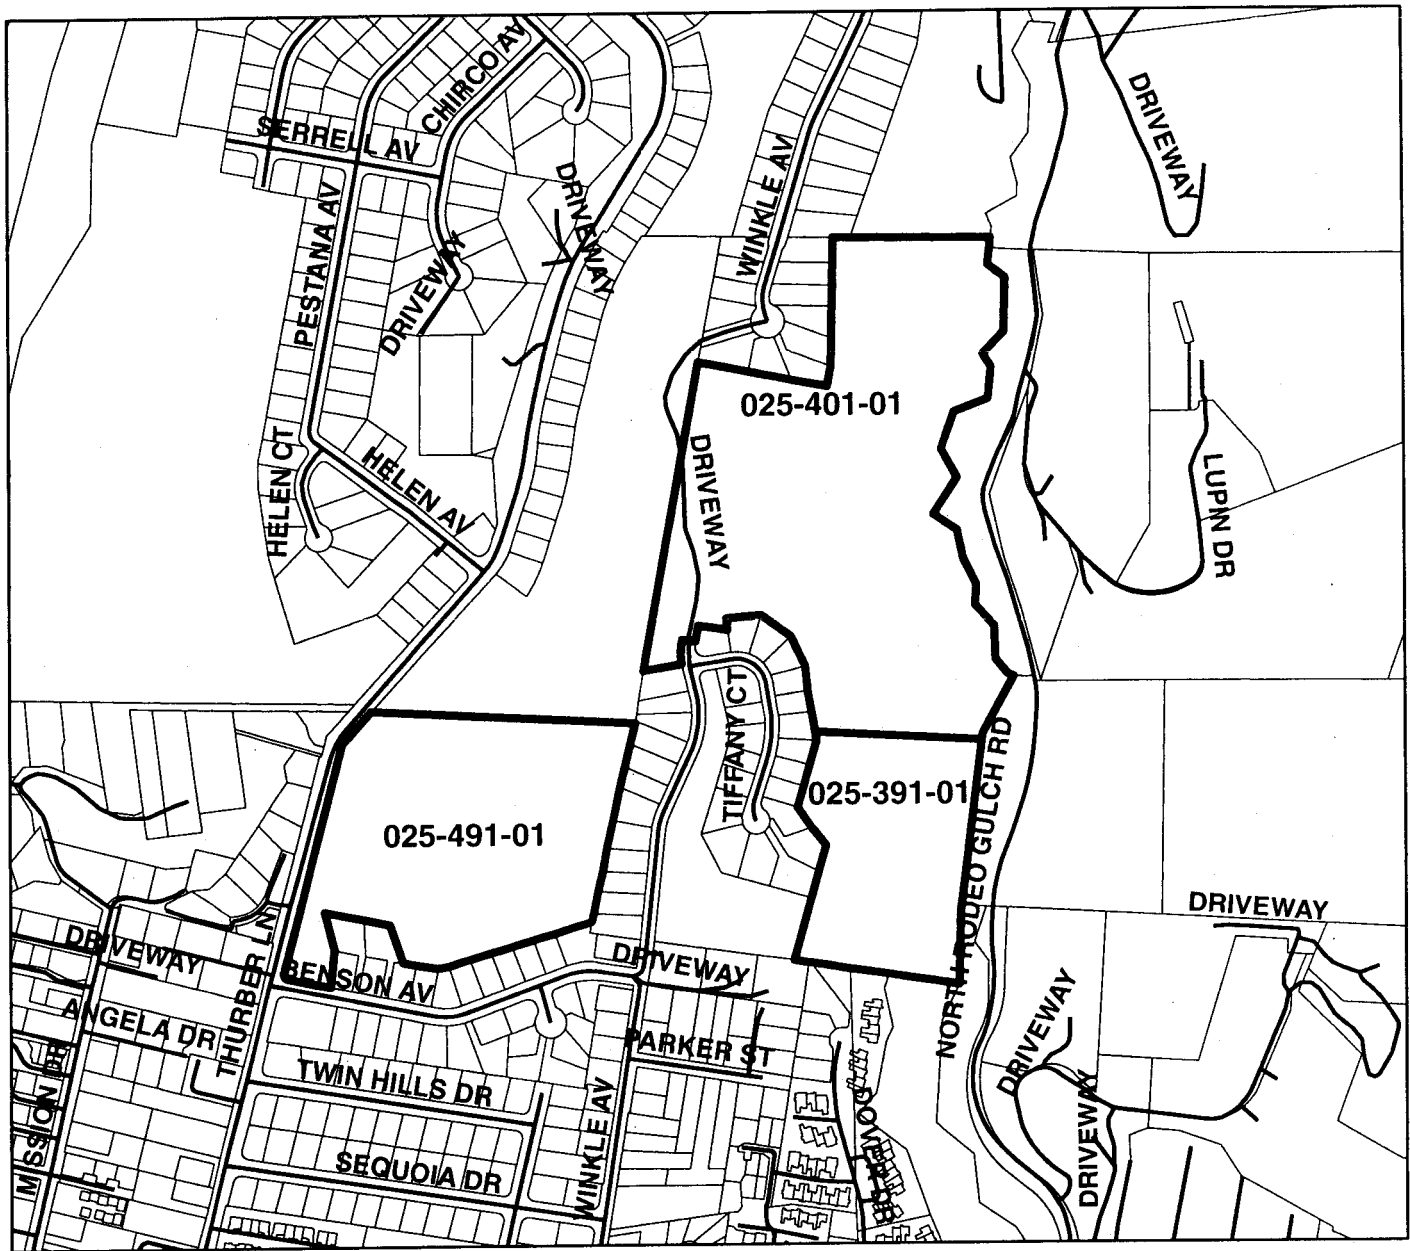 CHIRCO AV
SERRELL AV
DRIVEWAY
DRIVEWAY
WINKLE AV
PESTANA AV
DRIVEWAY
025-401-01
HELEN CT
HELEN AV
DRIVEWAY
LUPIN DR
TIFFANY CT
025-391-01
025-491-01
NORTH RODEO GULCH RD
DRIVEWAY
DRIVEWAY
THURBER LN
BENSON AV
DRIVEWAY
ANGELA DR
PARKER ST
DRIVEWAY
TWIN HILLS DR
DRIVEWAY
MISSION DR
WINKLE AV
SEQUOIA DR